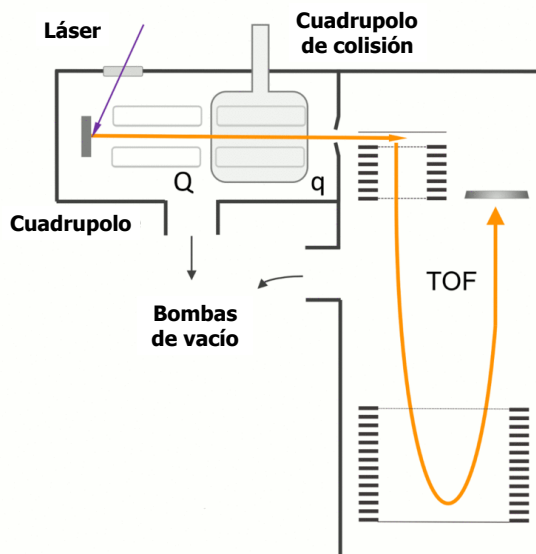 Láser
Cuadrupolo
de colisión
Q
q
Cuadrupolo
TOF
Bombas
de vacío